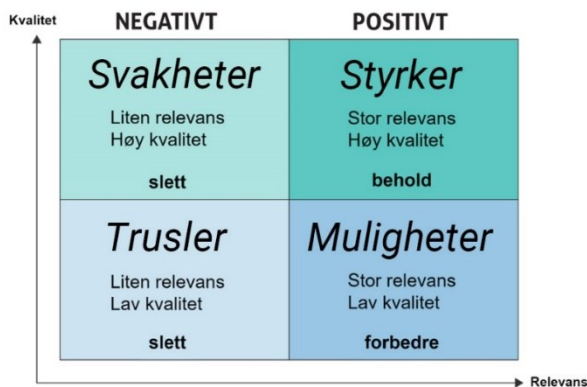 Kvalitet
NEGATIVT
POSITIVT
Svakheter
Liten relevans
Høy kvalitet
slett
Styrker
Stor relevans
Høy kvalitet
behold
Trusler
Liten relevans
Lav kvalitet
slett
Muligheter
Stor relevans
Lav kvalitet
forbedre
Relevans